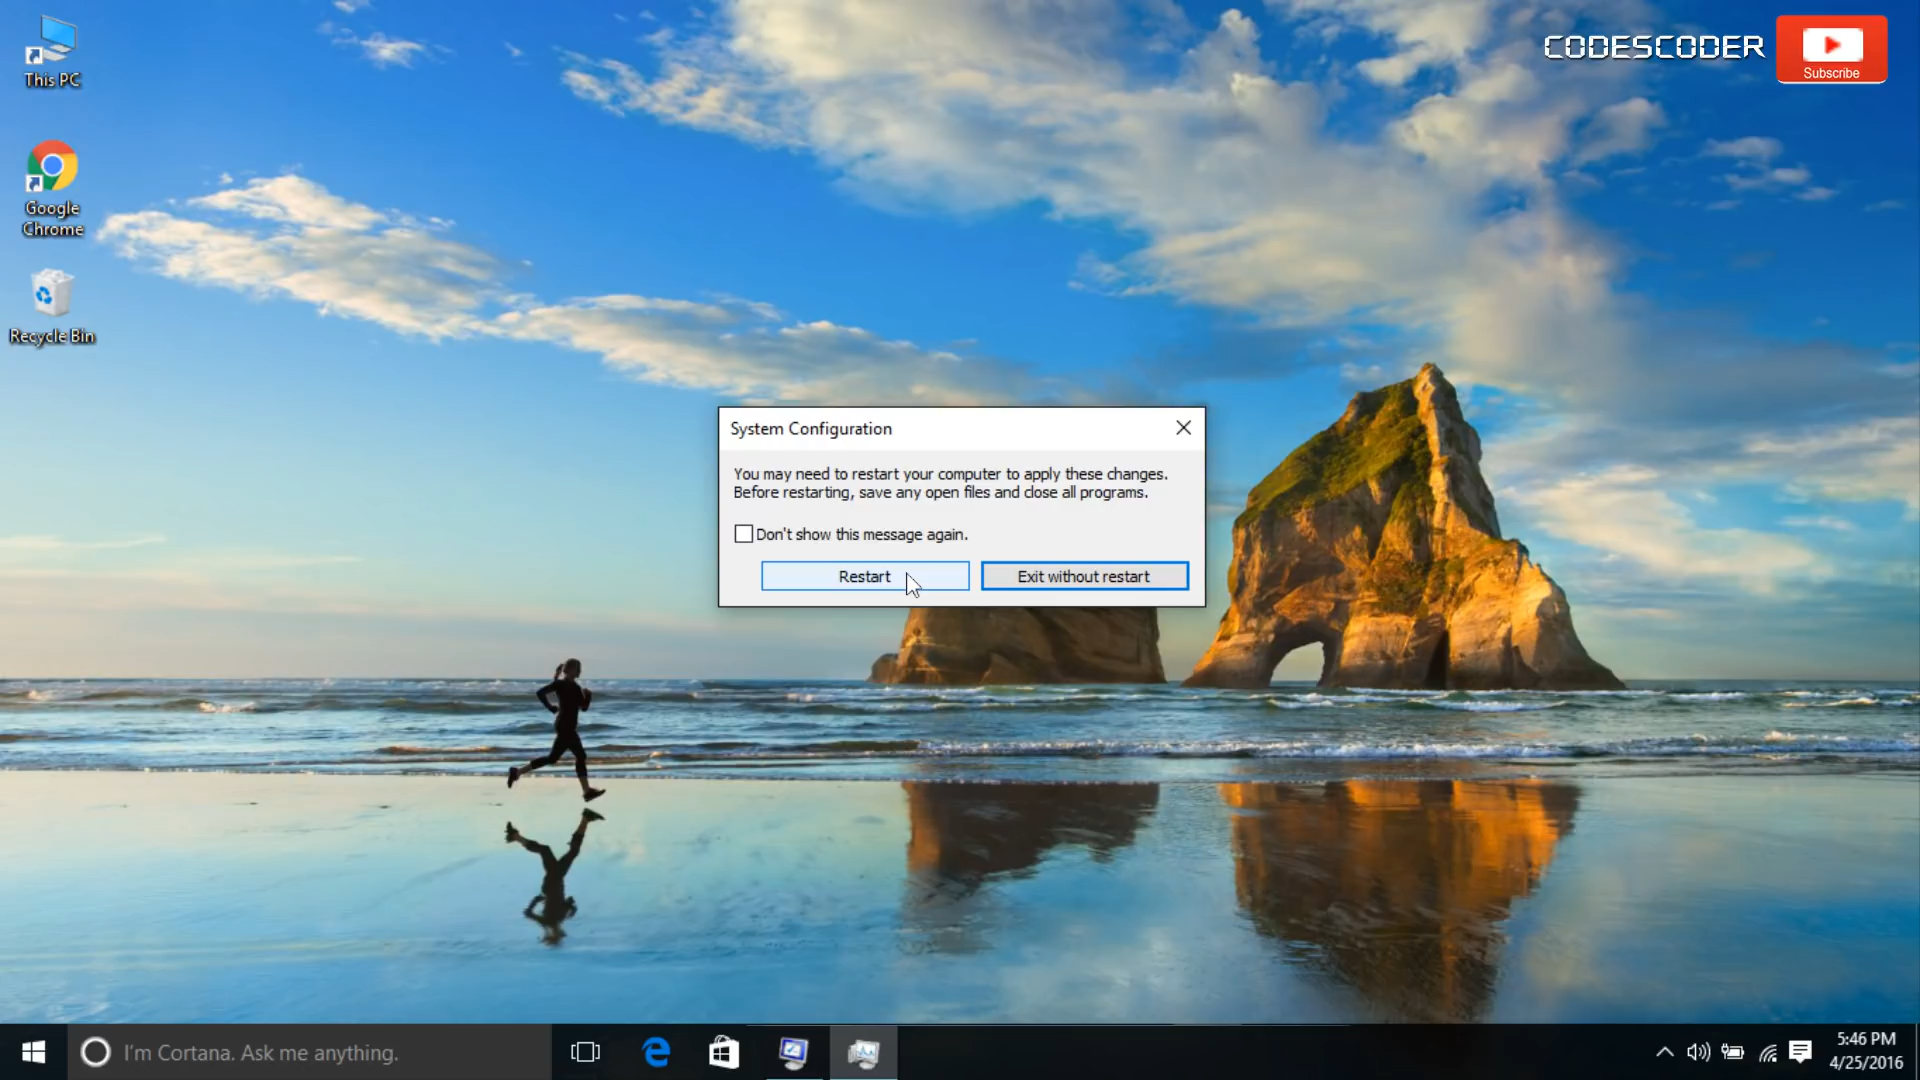 This PC
CODESCODER
Subscribe
Google
Chrome
Recycle Bin
System Configuration
You may need to restart your computer to apply these changes.
Before restarting, save any open files and close all programs.
Don't show this message again.
Restart
Exit without restart
I'm Cortana. Ask me anything.
5:46 PM
4/25/2016